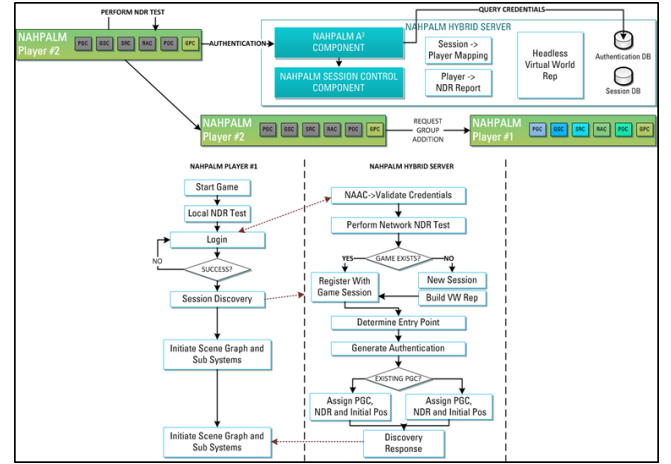 PERFORM NDR TEST
QUERY CREDENTIALS
NAHPALM
Player #2
PGC GSC SRC RAC POC GPC
AUTHENTICATION
NAHPALM HYBRID SERVER
NAHPALM A²
COMPONENT
NAHPALM SESSION CONTROL
COMPONENT
Session ->
Player Mapping
Player ->
NDR Report
Headless
Virtual World
Rep
Authentication DB
Session DB
NAHPALM
Player #2
PGC GSC SRC RAC POC GPC
REQUEST
GROUP
ADDITION
NAHPALM
Player #1
PGC GSC SRC RAC POC GPC
NAHPALM PLAYER #1
NAHPALM HYBRID SERVER
Start Game
Local NDR Test
Login
NO
SUCCESS?
Session Discovery
Initiate Scene Graph and
Sub Systems
Initiate Scene Graph and
Sub Systems
NAAC->Validate Credentials
Perform Network NDR Test
YES
GAME EXISTS?
NO
Register With
Game Session
New Session
Build VW Rep
Determine Entry Point
Generate Authentication
EXISTING PGC?
Assign PGC,
NDR and Initial Pos
Assign PGC,
NDR and Initial Pos
Discovery
Response